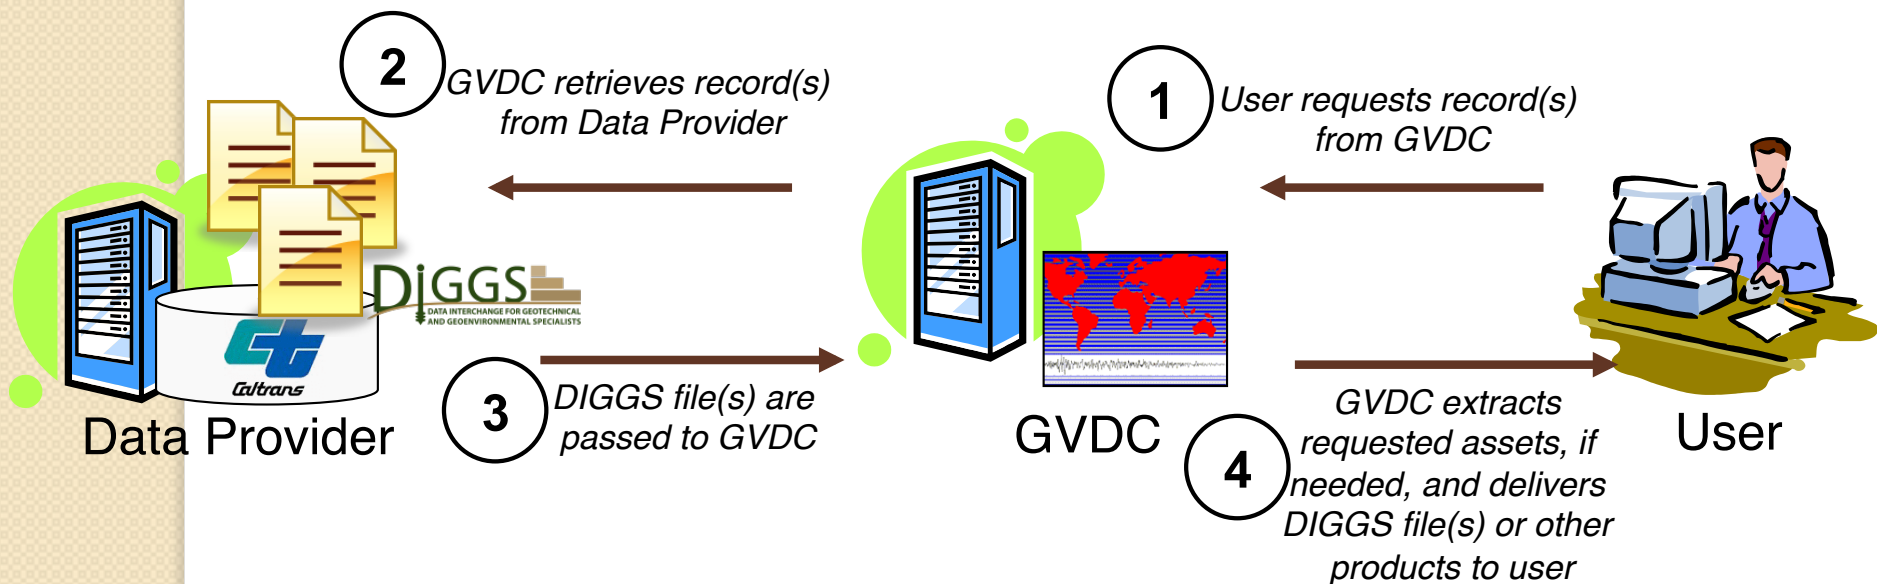 2
GVDC retrieves record(s)
from Data Provider
1
User requests record(s)
from GVDC
DiGGS
DATA INTERCHANGE FOR GEOTECHNICAL
AND GEOENVIRONMENTAL SPECIALISTS
Ct
Caltrans
Data Provider
3
DIGGS file(s) are
passed to GVDC
GVDC
4
GVDC extracts
requested assets, if
needed, and delivers
DIGGS file(s) or other
products to user
User